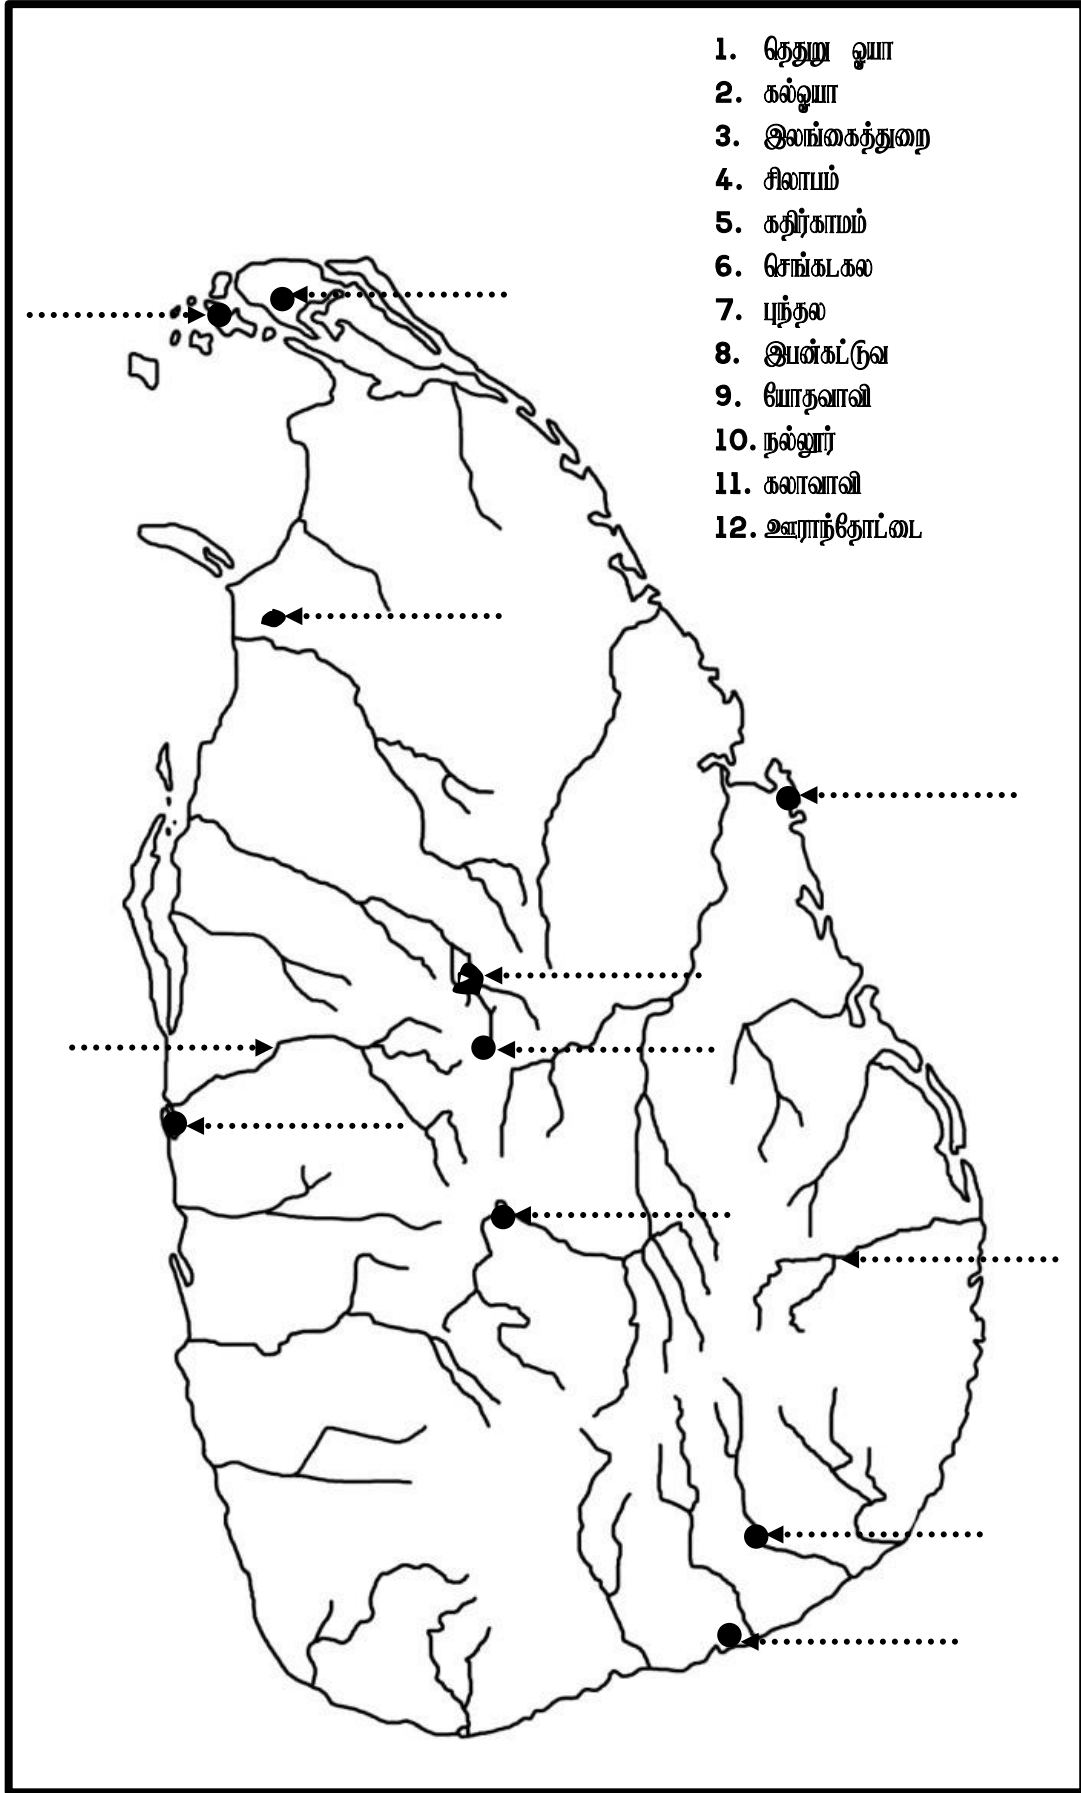 1. தெதுறு ஓயா
2. கல்ஓயா
3. இலங்கைத்துறை
4. சிலாபம்
5. கதிர்காமம்
6. செங்கடகல
7. புந்தல
8. இபன்கட்டுவ
9. யோதவாவி
10. நல்லூர்
11. கலாவாவி
12. ஊராந்தோட்டை